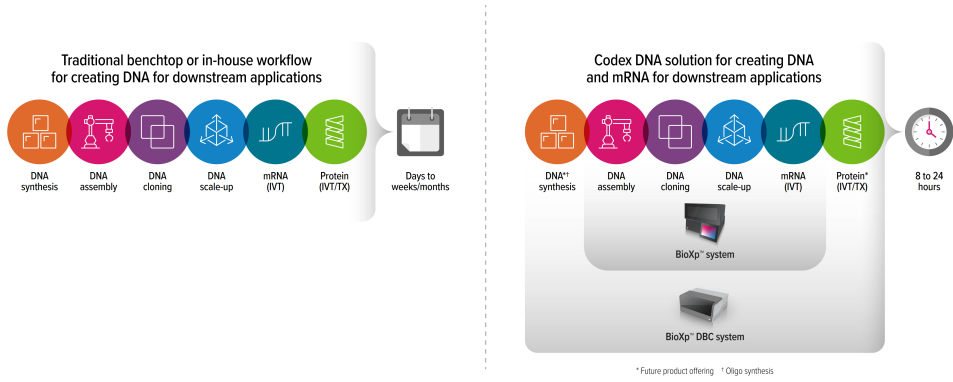 Traditional benchtop or in-house workflow
for creating DNA for downstream applications
DNA
synthesis
DNA
assembly
DNA
cloning
DNA
scale-up
mRNA
(IVT)
Protein
(IVT/TX)
Days to
weeks/months
Codex DNA solution for creating DNA
and mRNA for downstream applications
DNA*†
synthesis
DNA
assembly
DNA
cloning
DNA
scale-up
mRNA
(IVT)
Protein*
(IVT/TX)
8 to 24
hours
BioXp™ system
BioXp™ DBC system
* Future product offering † Oligo synthesis